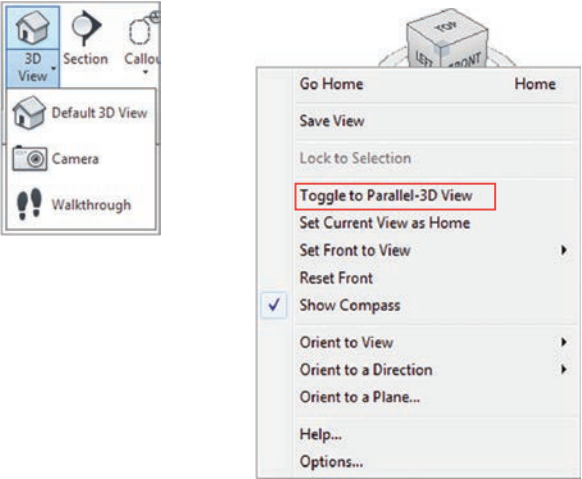 3D
View
Section
Callou
Default 3D View
Camera
Walkthrough
TOP
LEFT
FRONT
Go Home Home
Save View
Lock to Selection
Toggle to Parallel-3D View
Set Current View as Home
Set Front to View
Reset Front
Show Compass
Orient to View
Orient to a Direction
Orient to a Plane...
Help...
Options...